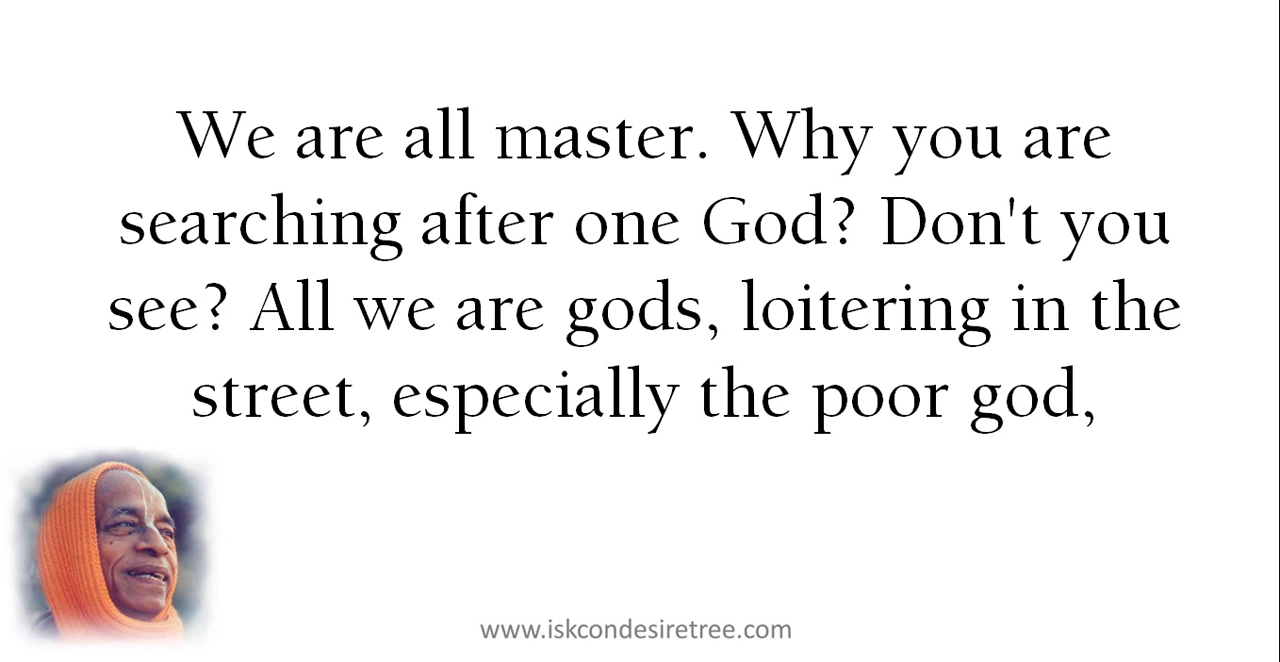 We are all master. Why you are
searching after one God? Don't you
see? All we are gods, loitering in the
street, especially the poor god,
www.iskcondesiretree.com